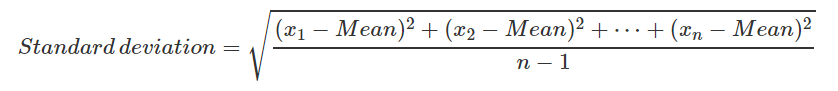 Standard deviation = √(((x₁ − Mean)² + (x₂ − Mean)² + ⋯ + (xₙ − Mean)²) / (n − 1))